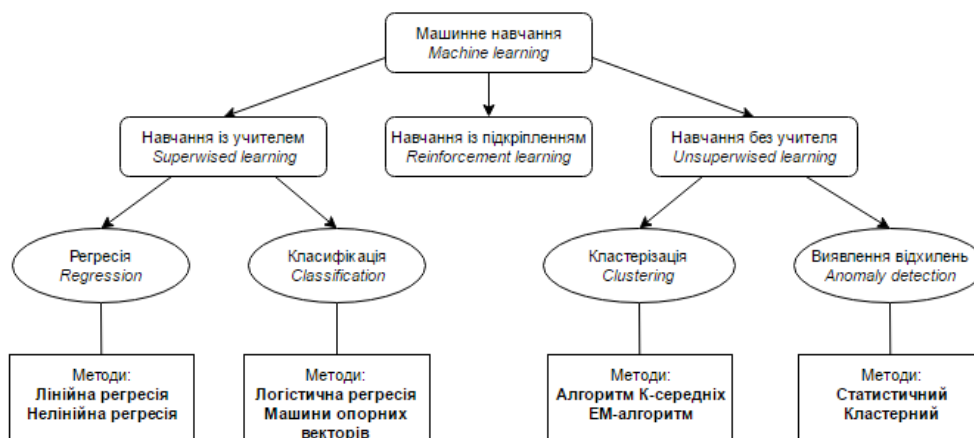 Машинне навчання
Machine learning
Навчання із учителем
Superwised learning
Навчання із підкріпленням
Reinforcement learning
Навчання без учителя
Unsuperwised learning
Регресія
Regression
Класифікація
Classification
Кластерізація
Clustering
Виявлення відхилень
Anomaly detection
Методи:
Лінійна регресія
Нелінійна регресія
Методи:
Логістична регресія
Машини опорних
векторів
Методи:
Алгоритм К-середніх
ЕМ-алгоритм
Методи:
Статистичний
Кластерний